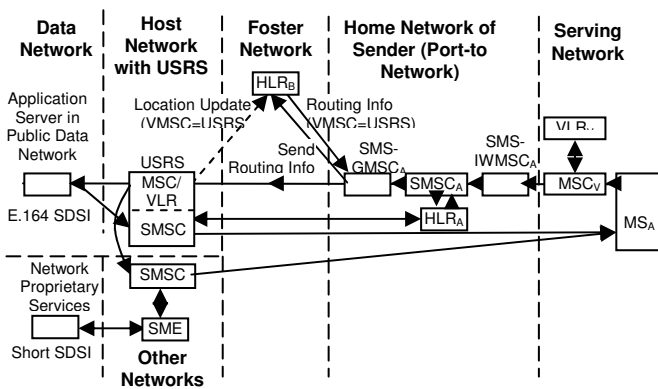 Data
Network
Host
Network
with USRS
Foster
Network
Home Network of
Sender (Port-to
Network)
Serving
Network
Application
Server in
Public Data
Network
E.164 SDSI
Location Update
(VMSC=USRS)
HLRB
Routing Info
(VMSC=USRS)
Send
Routing Info
USRS
MSC/
VLR
SMSC
SMS-
GMSCA
SMSCA
HLRA
SMS-
IWMSCA
VLRV
MSCV
MSA
Network
Proprietary
Services
Short SDSI
SMSC
SME
Other
Networks